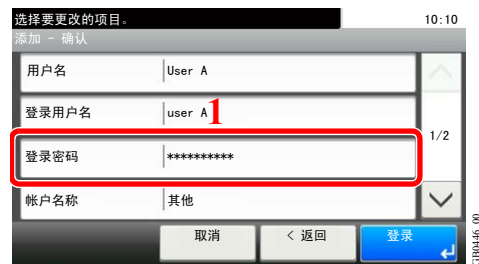 选择要更改的项目。 10:10
添加 - 确认
用户名 User A
登录用户名 user A 1
1/2
登录密码 **********
帐户名称 其他
取消 < 返回 登录
GB0446_00